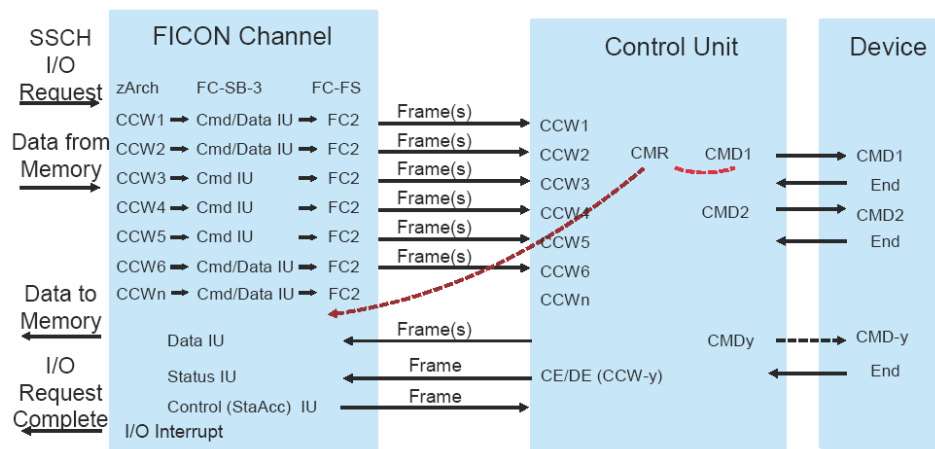 SSCH
I/O
Request
Data from
Memory
Data to
Memory
I/O
Request
Complete
FICON Channel
zArch FC-SB-3 FC-FS
CCW1 Cmd/Data IU FC2
CCW2 Cmd/Data IU FC2
CCW3 Cmd IU FC2
CCW4 Cmd IU FC2
CCW5 Cmd IU FC2
CCW6 Cmd/Data IU FC2
CCWn Cmd/Data IU FC2
Data IU
Status IU
Control (StaAcc) IU
I/O Interrupt
Frame(s)
Frame(s)
Frame(s)
Frame(s)
Frame(s)
Frame(s)
Frame(s)
Frame
Frame
Control Unit
CCW1
CCW2 CMR CMD1
CCW3
CCW4 CMD2
CCW5
CCW6
CCWn
CMDy
CE/DE (CCW-y)
Device
CMD1
End
CMD2
End
CMD-y
End